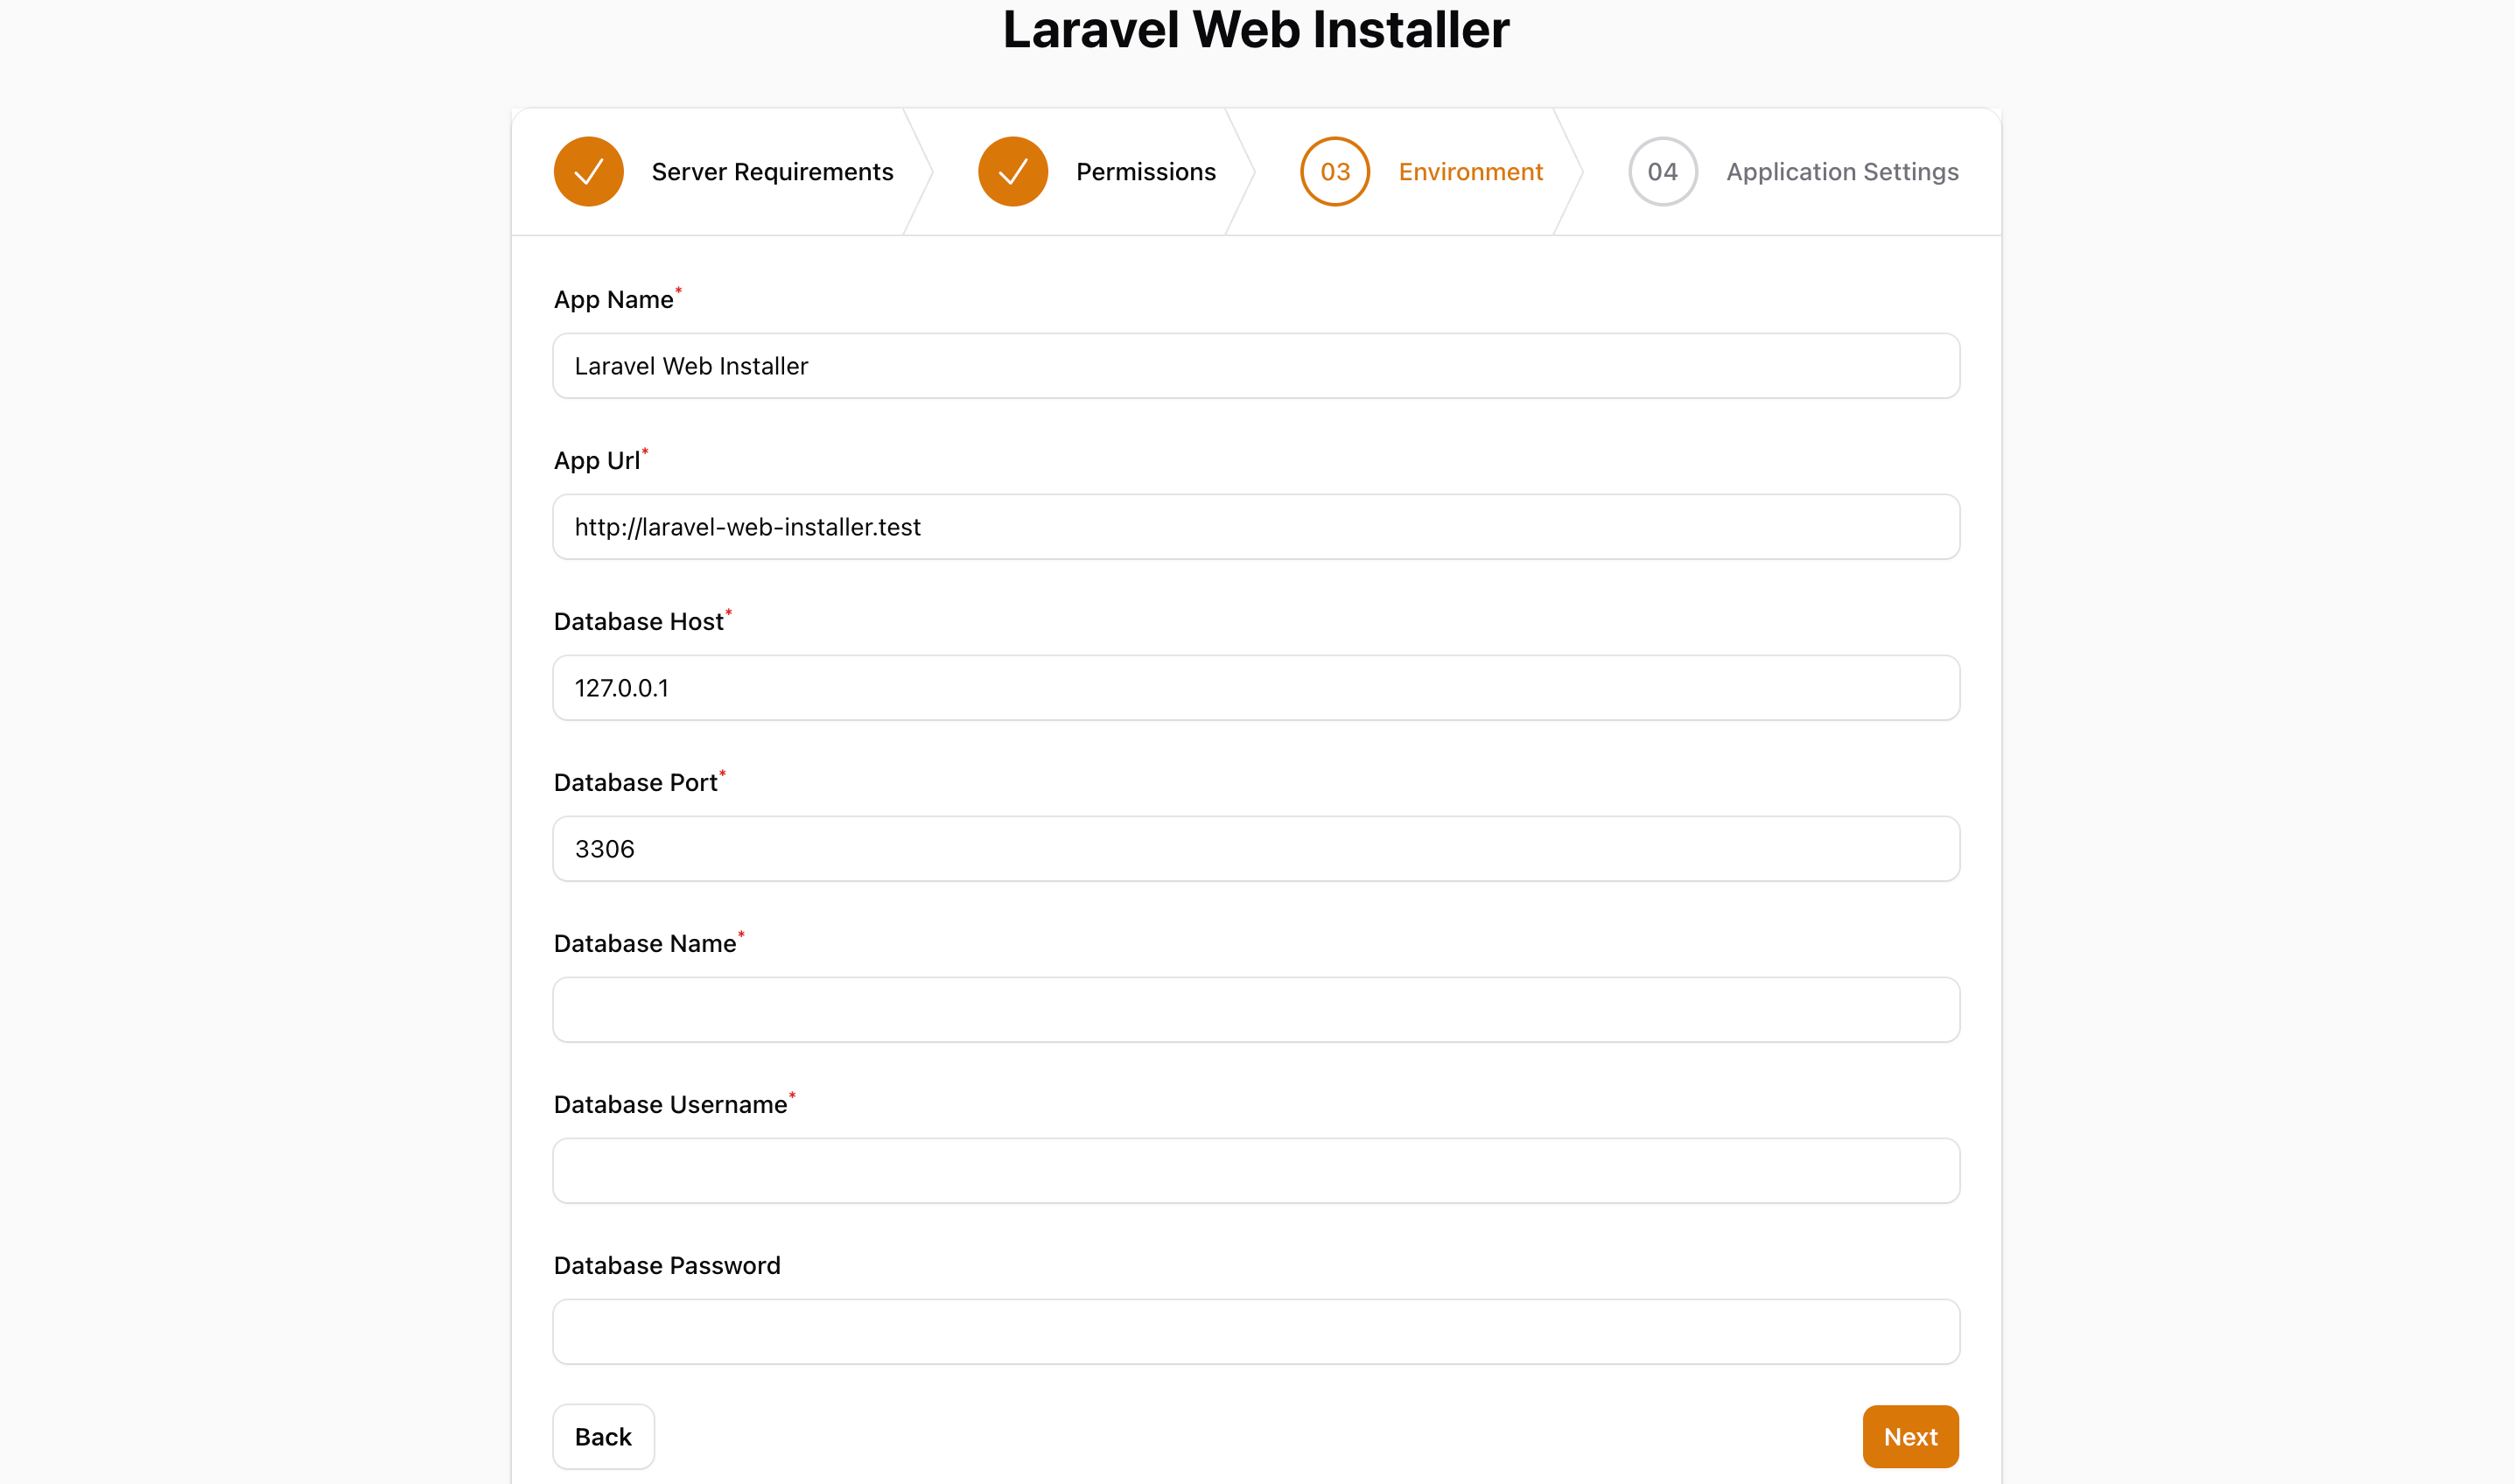 Laravel Web Installer
Server Requirements
Permissions
03 Environment
04 Application Settings
App Name*
Laravel Web Installer
App Url*
http://laravel-web-installer.test
Database Host*
127.0.0.1
Database Port*
3306
Database Name*
Database Username*
Database Password
Back
Next